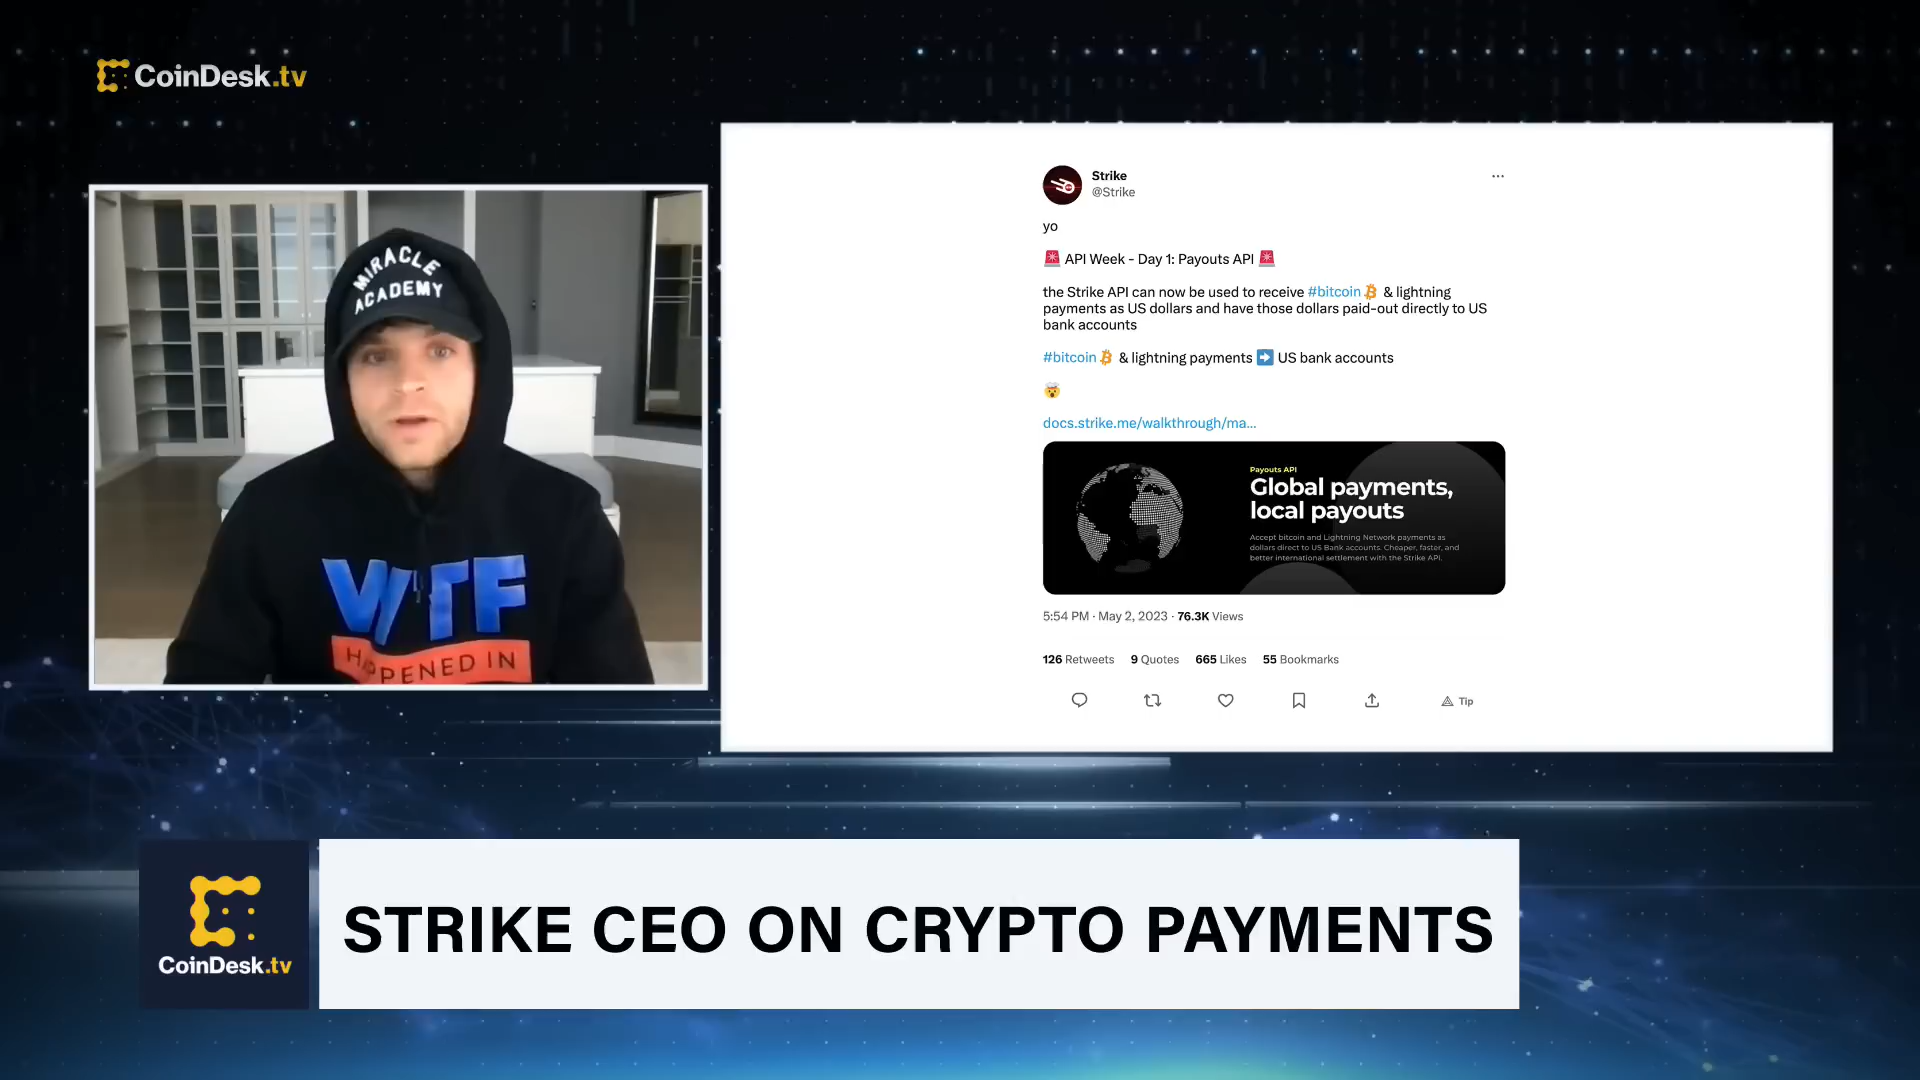 CoinDesk.tv
MIRACLE
ACADEMY
WTF
HAPPENED IN
Strike
@Strike
yo
🚨 API Week - Day 1: Payouts API 🚨
the Strike API can now be used to receive #bitcoin & lightning
payments as US dollars and have those dollars paid-out directly to US
bank accounts
#bitcoin & lightning payments ➡️ US bank accounts
🤯
docs.strike.me/walkthrough/ma...
Payouts API
Global payments,
local payouts
Accept bitcoin and Lightning Network payments as
dollars direct to US Bank accounts. Cheaper, faster, and
better international settlement with the Strike API.
5:54 PM · May 2, 2023 · 76.3K Views
126 Retweets 9 Quotes 665 Likes 55 Bookmarks
Tip
CoinDesk.tv
STRIKE CEO ON CRYPTO PAYMENTS